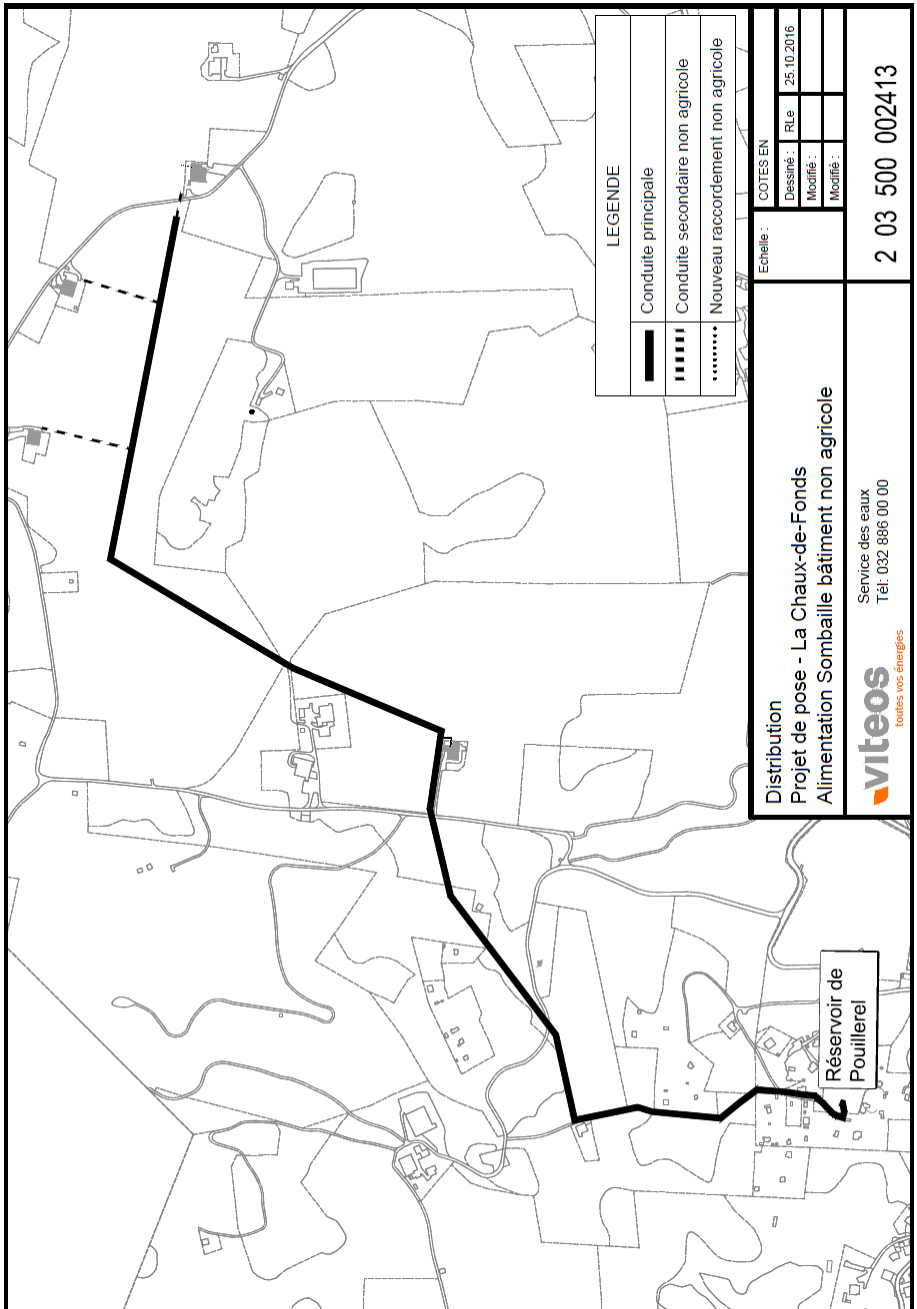 Réservoir de
Pouillerel
LEGENDE
Conduite principale
Conduite secondaire non agricole
Nouveau raccordement non agricole
Distribution
Projet de pose - La Chaux-de-Fonds
Alimentation Sombaille bâtiment non agricole
Echelle :
COTES EN
Dessiné : RLe 25.10.2016
Modifié :
Modifié :
viteos
toutes vos énergies
Service des eaux
Tél: 032 886 00 00
2 03 500 002413